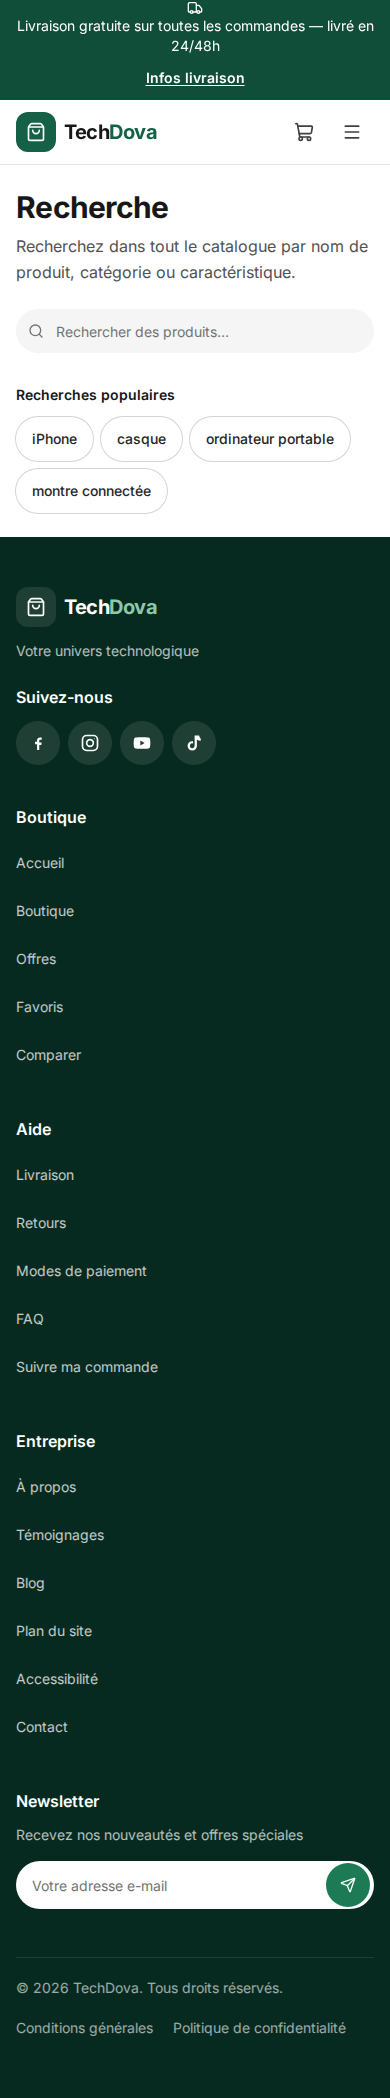 Livraison gratuite sur toutes les commandes — livré en
24/48h
Infos livraison
TechDova
Recherche
Recherchez dans tout le catalogue par nom de
produit, catégorie ou caractéristique.
Rechercher des produits...
Recherches populaires
iPhone
casque
ordinateur portable
montre connectée
TechDova
Votre univers technologique
Suivez-nous
Boutique
Accueil
Boutique
Offres
Favoris
Comparer
Aide
Livraison
Retours
Modes de paiement
FAQ
Suivre ma commande
Entreprise
À propos
Témoignages
Blog
Plan du site
Accessibilité
Contact
Newsletter
Recevez nos nouveautés et offres spéciales
Votre adresse e-mail
© 2026 TechDova. Tous droits réservés.
Conditions générales Politique de confidentialité